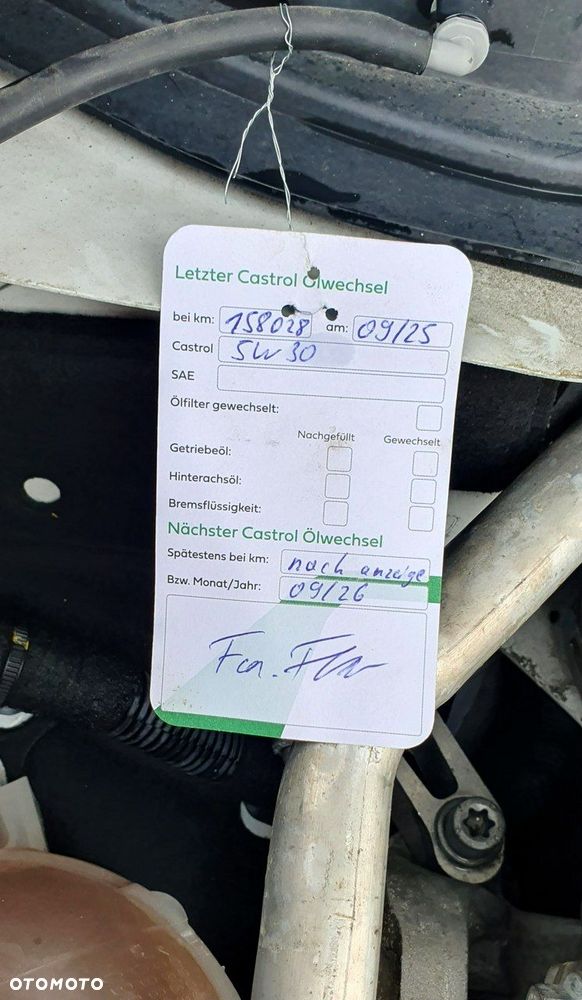 Letzter Castrol Ölwechsel
bei km: 158028 am: 09/25
Castrol 5W30
SAE
Ölfilter gewechselt:
Nachgefüllt Gewechselt
Getriebeöl:
Hinterachsöl:
Bremsflüssigkeit:
Nächster Castrol Ölwechsel
Spätestens bei km: nach anzeige
Bzw. Monat/Jahr: 09/26
Fa.
OTOMOTO